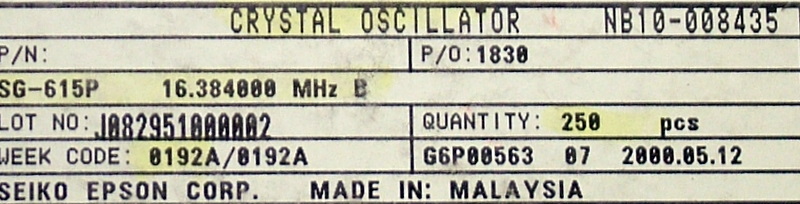 CRYSTAL OSCILLATOR NB10-008435
P/N: P/O:1830
SG-615P 16.384000 MHz B
LOT NO:J082951000002 QUANTITY: 250 pcs
WEEK CODE: 0192A/0192A G6P00563 07 2000.05.12
SEIKO EPSON CORP. MADE IN: MALAYSIA